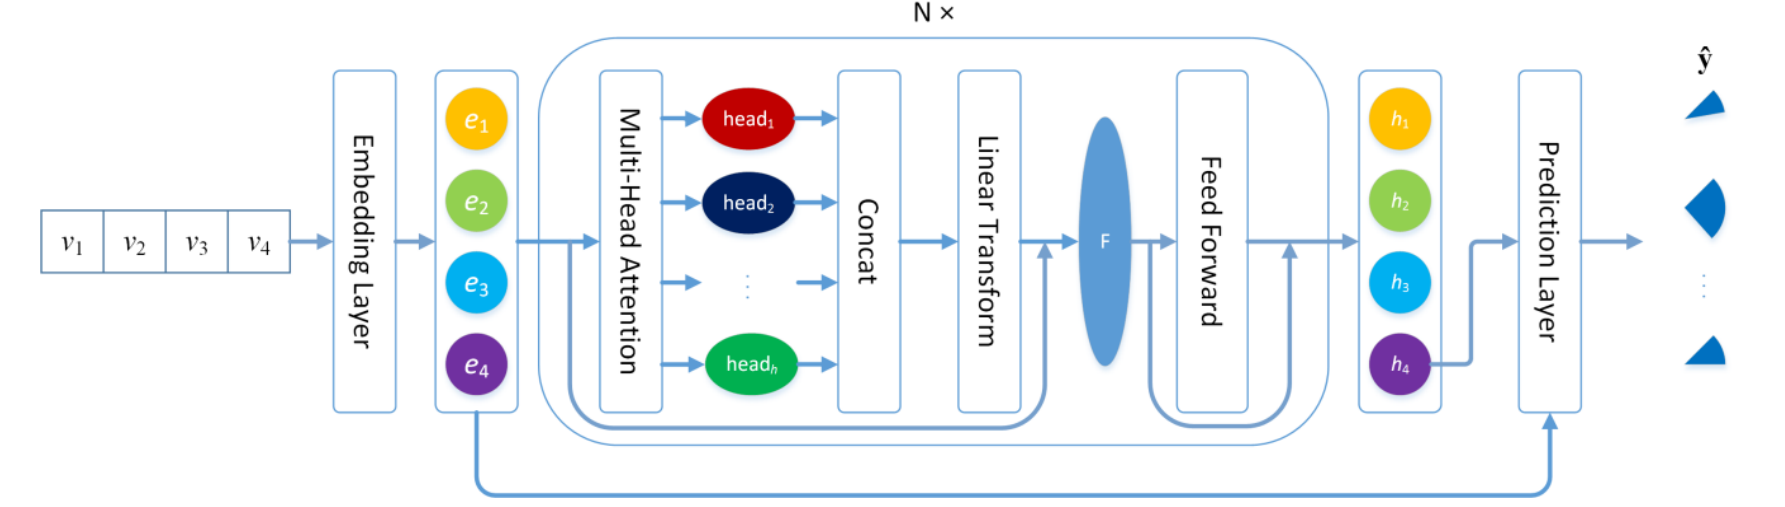 N ×
v₁ v₂ v₃ v₄
Embedding Layer
e₁
e₂
e₃
e₄
Multi-Head Attention
head₁
head₂
⋮
headₕ
Concat
Linear Transform
F
Feed Forward
h₁
h₂
h₃
h₄
Prediction Layer
ŷ
⋮